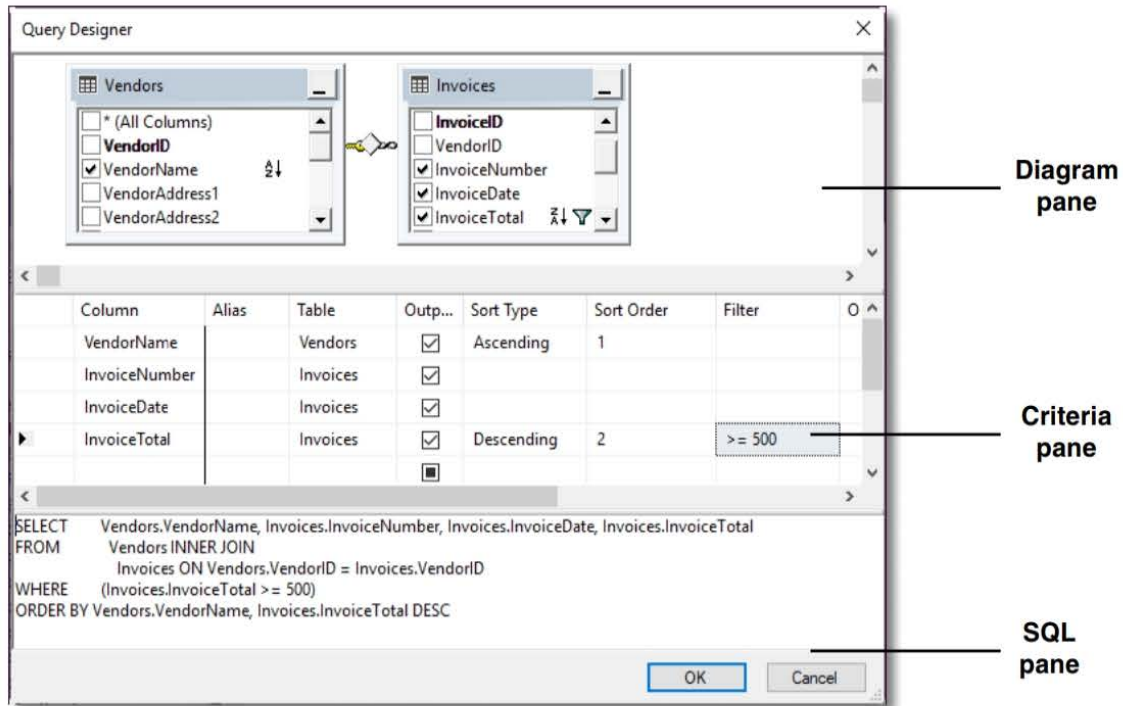 Query Designer
Vendors
* (All Columns)
VendorID
VendorName
VendorAddress1
VendorAddress2
Invoices
InvoiceID
VendorID
InvoiceNumber
InvoiceDate
InvoiceTotal
Diagram
pane
Column Alias Table Outp... Sort Type Sort Order Filter O
VendorName Vendors Ascending 1
InvoiceNumber Invoices
InvoiceDate Invoices
InvoiceTotal Invoices Descending 2 >= 500
Criteria
pane
SELECT Vendors.VendorName, Invoices.InvoiceNumber, Invoices.InvoiceDate, Invoices.InvoiceTotal
FROM Vendors INNER JOIN
Invoices ON Vendors.VendorID = Invoices.VendorID
WHERE (Invoices.InvoiceTotal >= 500)
ORDER BY Vendors.VendorName, Invoices.InvoiceTotal DESC
SQL
pane
OK Cancel